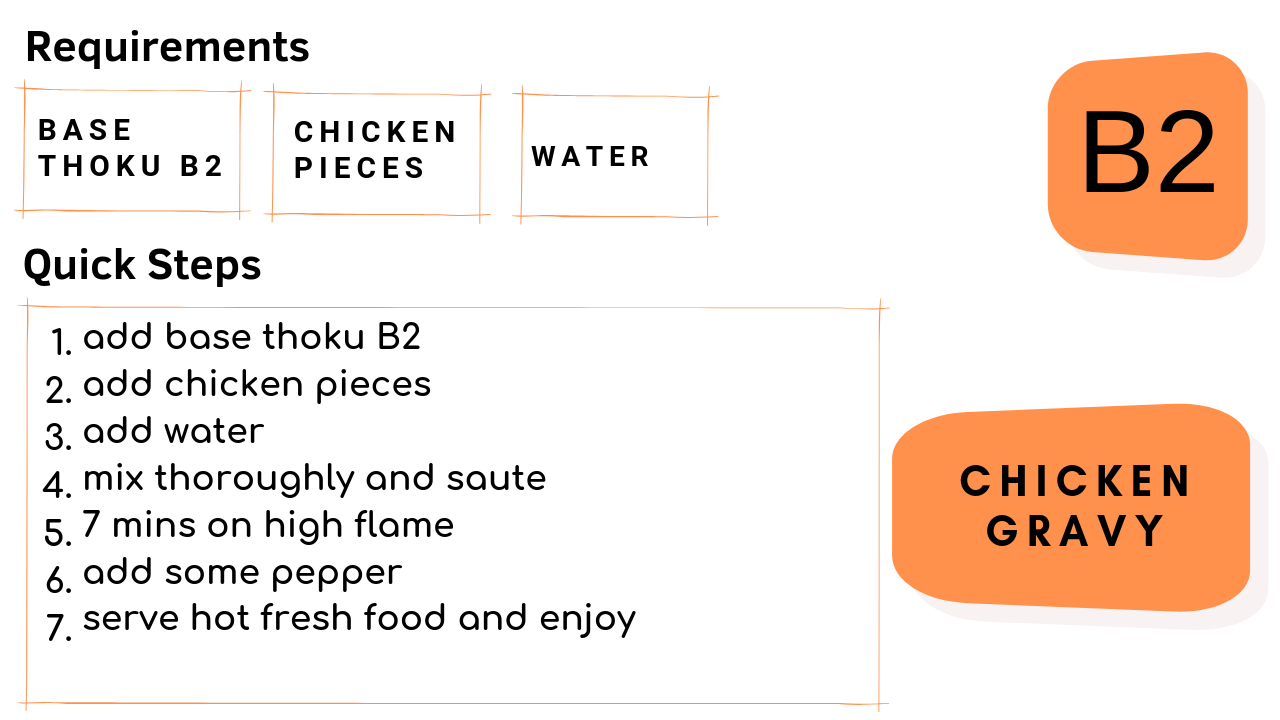 Requirements
BASE
THOKU B2
CHICKEN
PIECES
WATER
B2
Quick Steps
1. add base thoku B2
2. add chicken pieces
3. add water
4. mix thoroughly and saute
5. 7 mins on high flame
6. add some pepper
7. serve hot fresh food and enjoy
CHICKEN
GRAVY